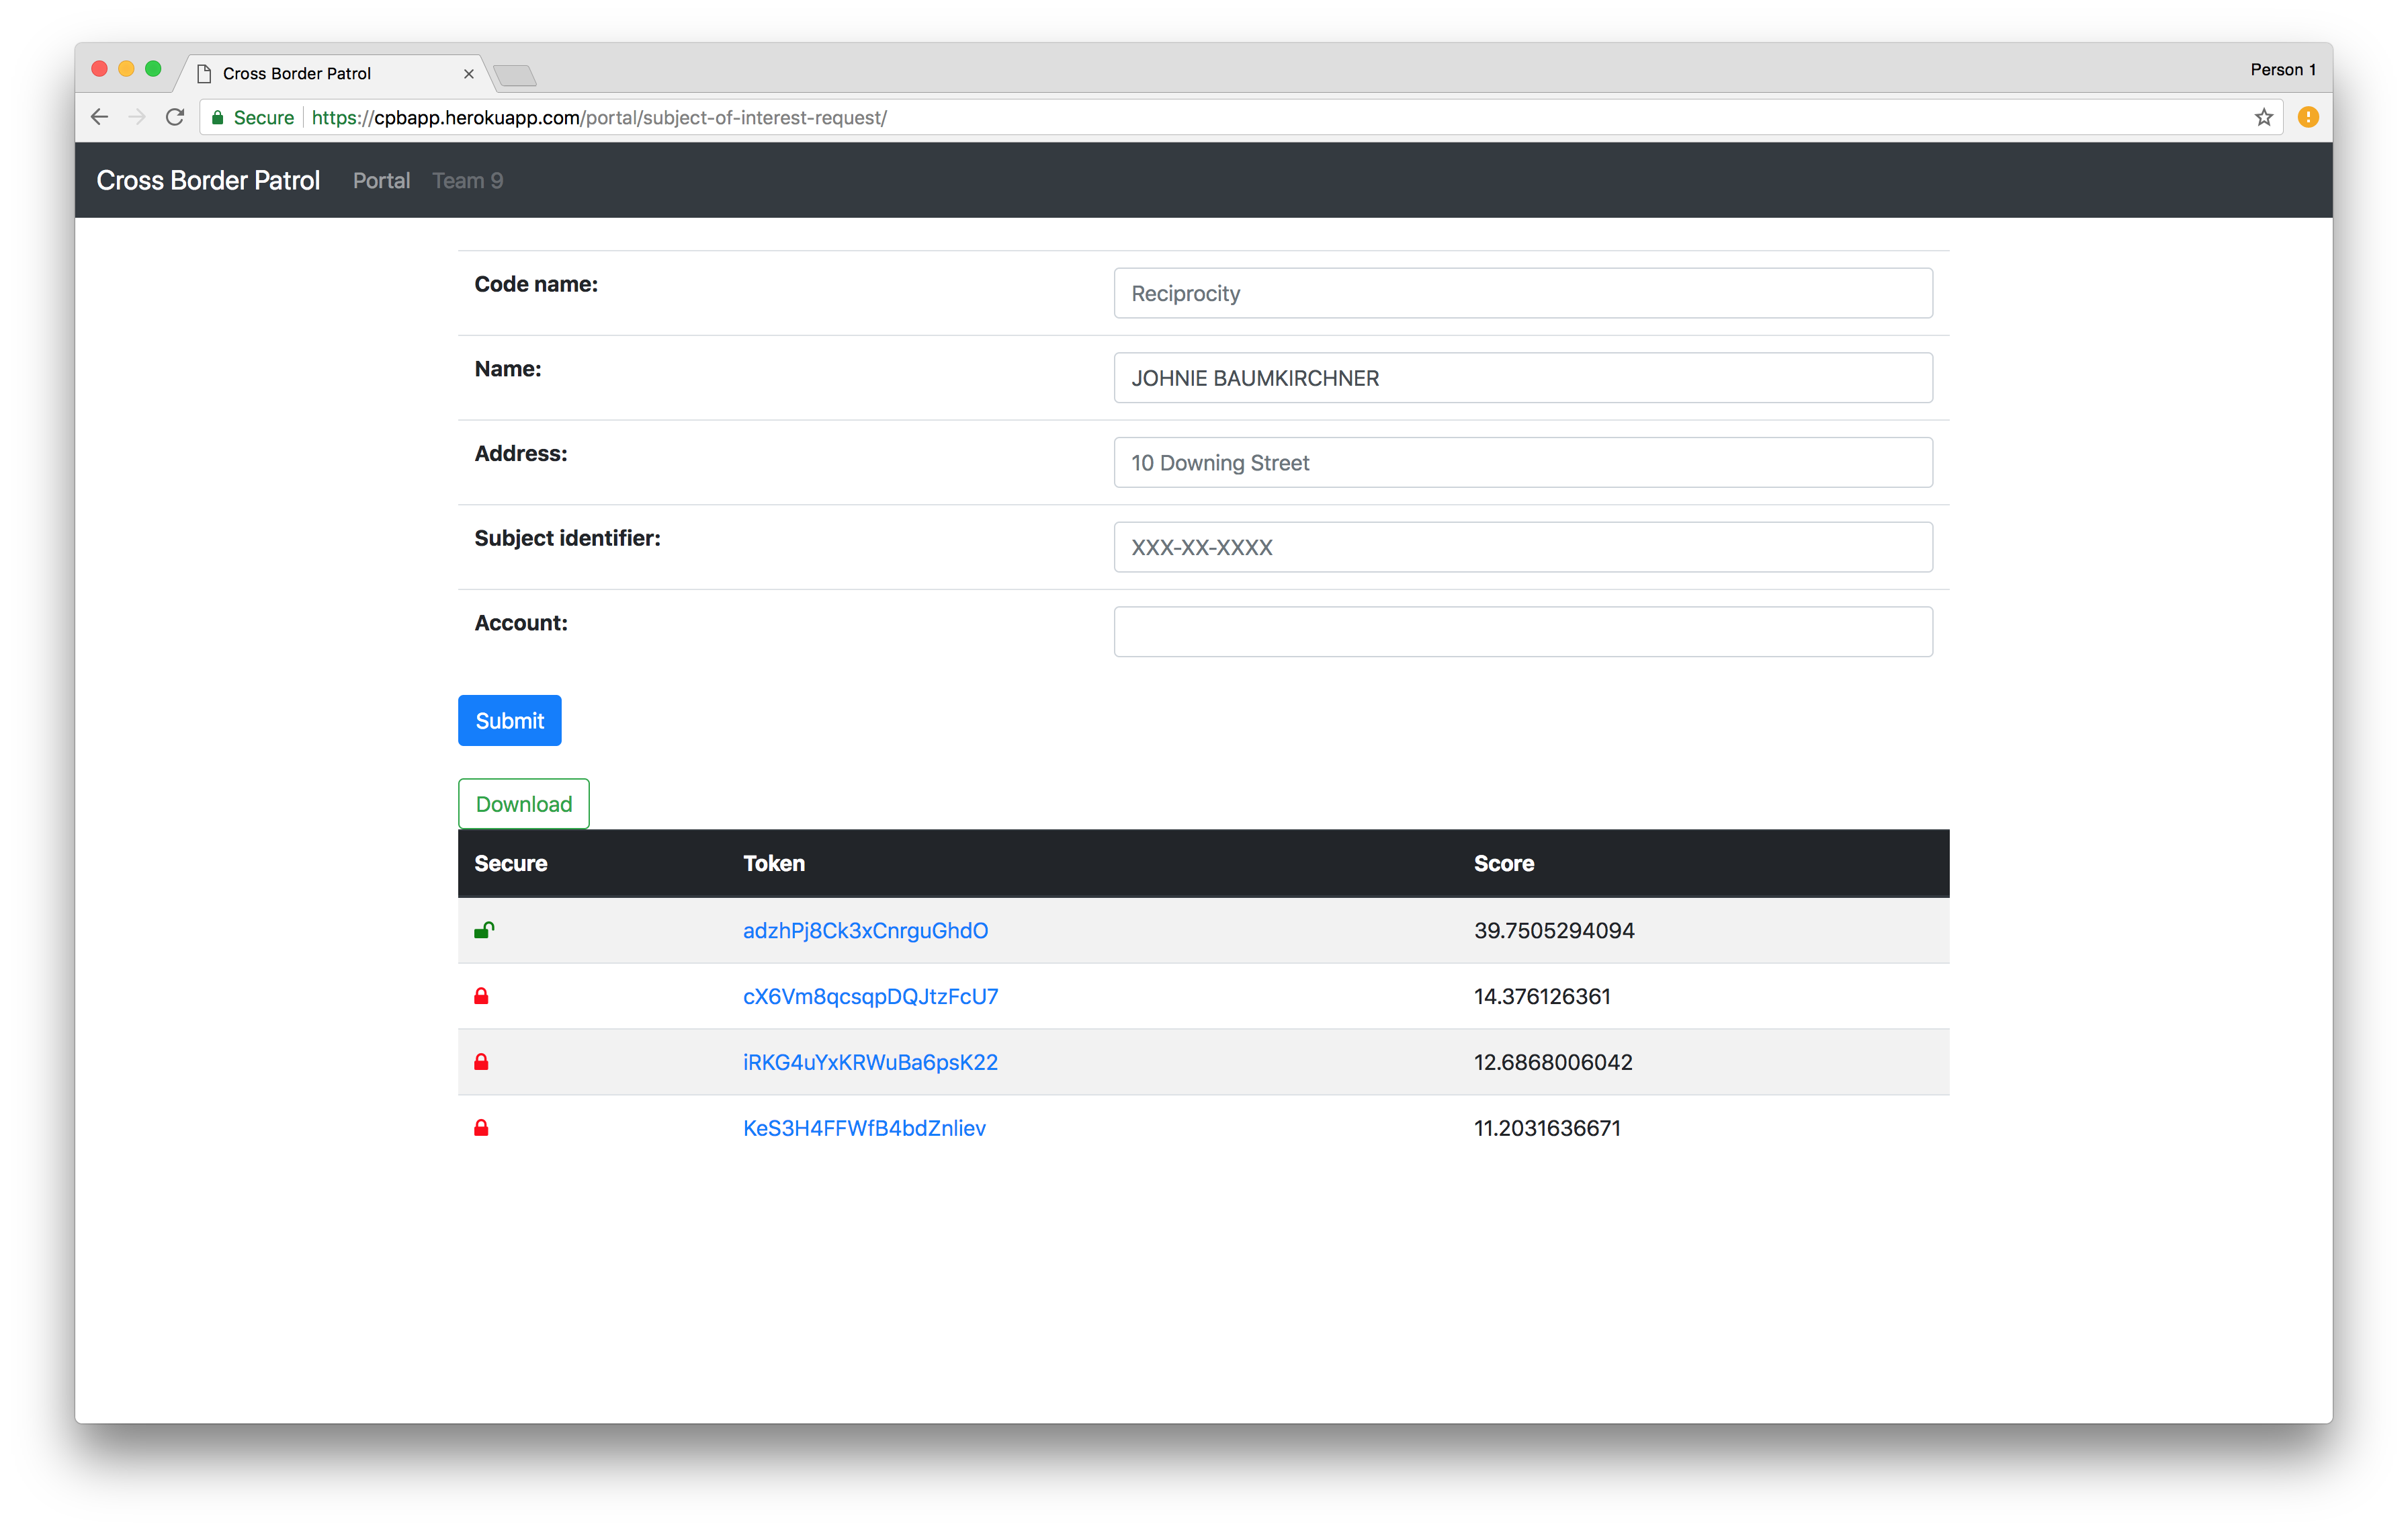 Cross Border Patrol
Person 1
Secure https://cpbapp.herokuapp.com/portal/subject-of-interest-request/
Cross Border Patrol Portal Team 9
Code name: Reciprocity
Name: JOHNIE BAUMKIRCHNER
Address: 10 Downing Street
Subject identifier: XXX-XX-XXXX
Account:
Submit
Download
Secure Token Score
adzhPj8Ck3xCnrguGhdO 39.7505294094
cX6Vm8qcsqpDQJtzFcU7 14.376126361
iRKG4uYxKRWuBa6psK22 12.6868006042
KeS3H4FFWfB4bdZnliev 11.2031636671